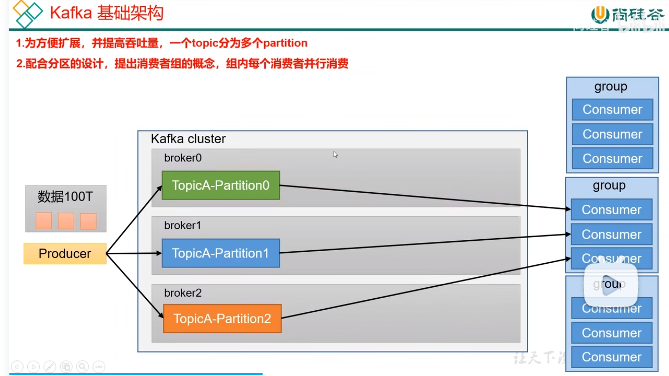 Kafka 基础架构
尚硅谷
1.为方便扩展，并提高吞吐量，一个topic分为多个partition
2.配合分区的设计，提出消费者组的概念，组内每个消费者并行消费
group
Consumer
Consumer
Consumer
Kafka cluster
broker0
TopicA-Partition0
数据100T
Producer
broker1
TopicA-Partition1
broker2
TopicA-Partition2
group
Consumer
Consumer
Consumer
group
Consumer
Consumer
Consumer
让天下